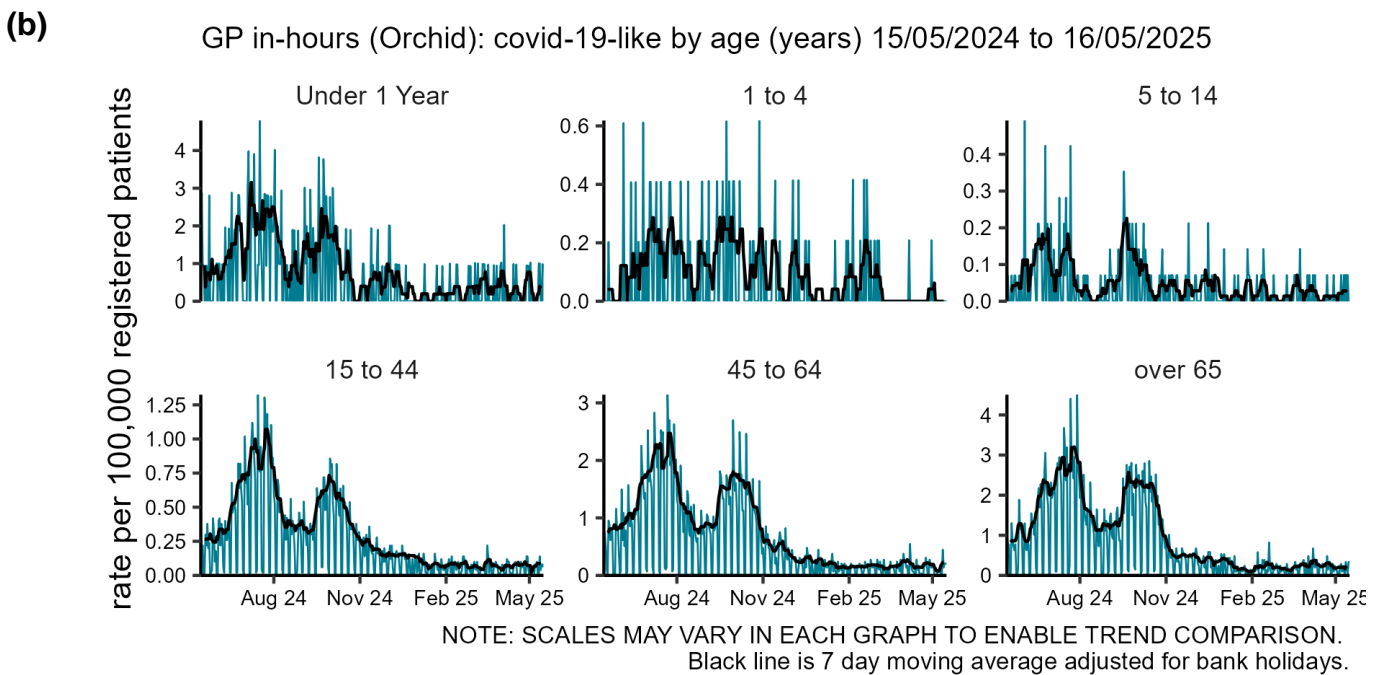 (b)
GP in-hours (Orchid): covid-19-like by age (years) 15/05/2024 to 16/05/2025
rate per 100,000 registered patients
Under 1 Year
4
3
2
1
0
1 to 4
0.6
0.4
0.2
0.0
5 to 14
0.4
0.3
0.2
0.1
0.0
15 to 44
1.25
1.00
0.75
0.50
0.25
0.00
Aug 24 Nov 24 Feb 25 May 25
45 to 64
3
2
1
0
Aug 24 Nov 24 Feb 25 May 25
over 65
4
3
2
1
0
Aug 24 Nov 24 Feb 25 May 25
NOTE: SCALES MAY VARY IN EACH GRAPH TO ENABLE TREND COMPARISON.
Black line is 7 day moving average adjusted for bank holidays.